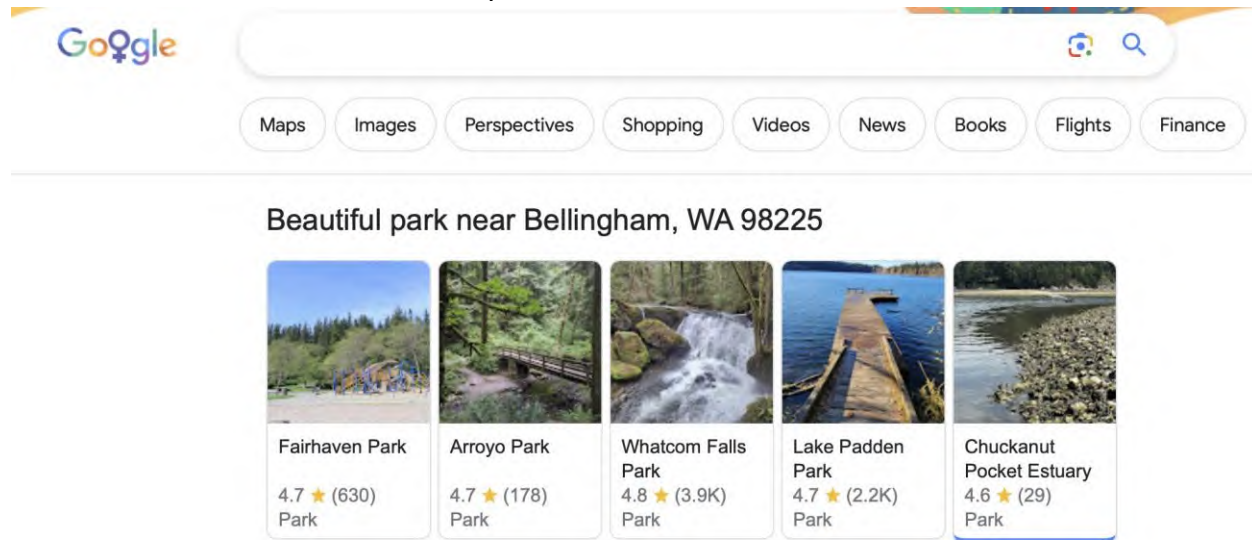 Google
Maps Images Perspectives Shopping Videos News Books Flights Finance
Beautiful park near Bellingham, WA 98225
Fairhaven Park
4.7 ★ (630)
Park
Arroyo Park
4.7 ★ (178)
Park
Whatcom Falls
Park
4.8 ★ (3.9K)
Park
Lake Padden
Park
4.7 ★ (2.2K)
Park
Chuckanut
Pocket Estuary
4.6 ★ (29)
Park